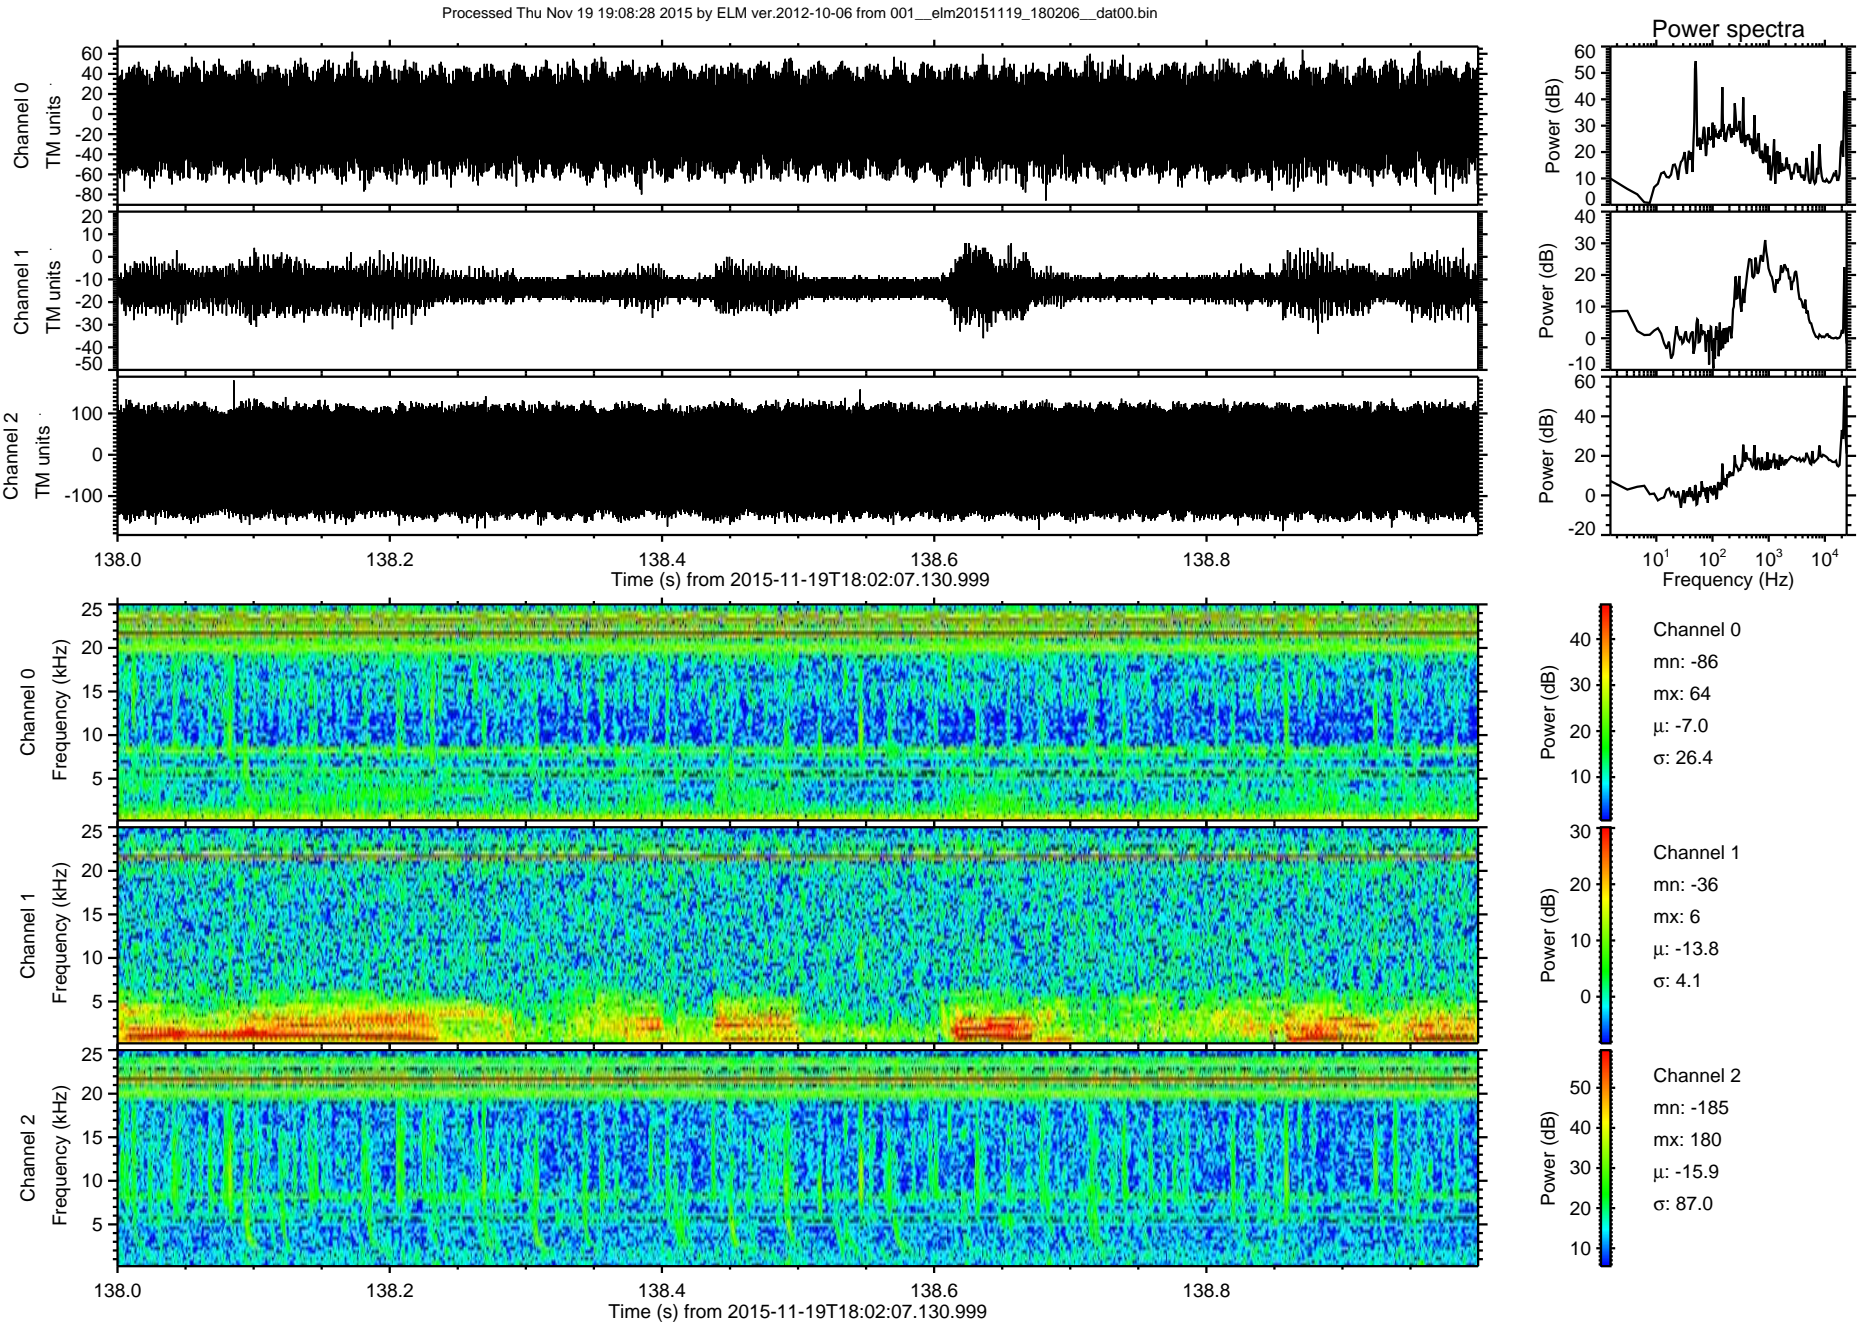 Processed Thu Nov 19 19:08:28 2015 by ELM ver.2012-10-06 from 001__elm20151119_180206__dat00.bin
Power spectra
Channel 0
TM units
60
40
20
0
-20
-40
-60
-80
Power (dB)
60
50
40
30
20
10
0
Channel 1
TM units
20
10
0
-10
-20
-30
-40
-50
Power (dB)
40
30
20
10
0
-10
Channel 2
TM units
100
0
-100
Power (dB)
60
40
20
0
-20
138.0 138.2 138.4 138.6 138.8
Time (s) from 2015-11-19T18:02:07.130.999
10¹ 10² 10³ 10⁴
Frequency (Hz)
Channel 0
Frequency (kHz)
25
20
15
10
5
Power (dB)
40
30
20
10
Channel 0
mn: -86
mx: 64
μ: -7.0
σ: 26.4
Channel 1
Frequency (kHz)
25
20
15
10
5
Power (dB)
30
20
10
0
Channel 1
mn: -36
mx: 6
μ: -13.8
σ: 4.1
Channel 2
Frequency (kHz)
25
20
15
10
5
Power (dB)
50
40
30
20
10
Channel 2
mn: -185
mx: 180
μ: -15.9
σ: 87.0
138.0 138.2 138.4 138.6 138.8
Time (s) from 2015-11-19T18:02:07.130.999